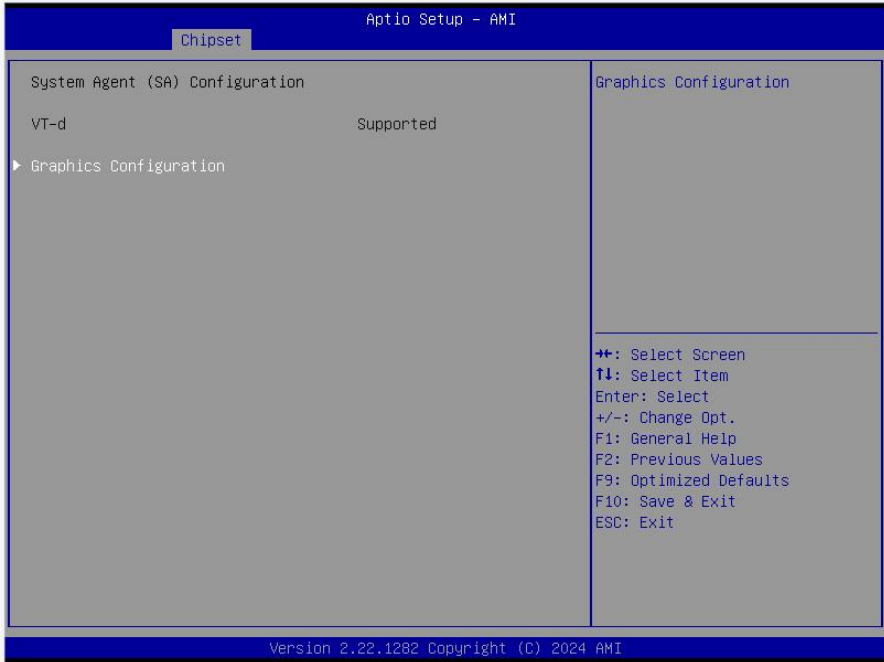 Aptio Setup – AMI
Chipset
System Agent (SA) Configuration
VT-d Supported
▶ Graphics Configuration
Graphics Configuration
→←: Select Screen
↑↓: Select Item
Enter: Select
+/-: Change Opt.
F1: General Help
F2: Previous Values
F9: Optimized Defaults
F10: Save & Exit
ESC: Exit
Version 2.22.1282 Copyright (C) 2024 AMI